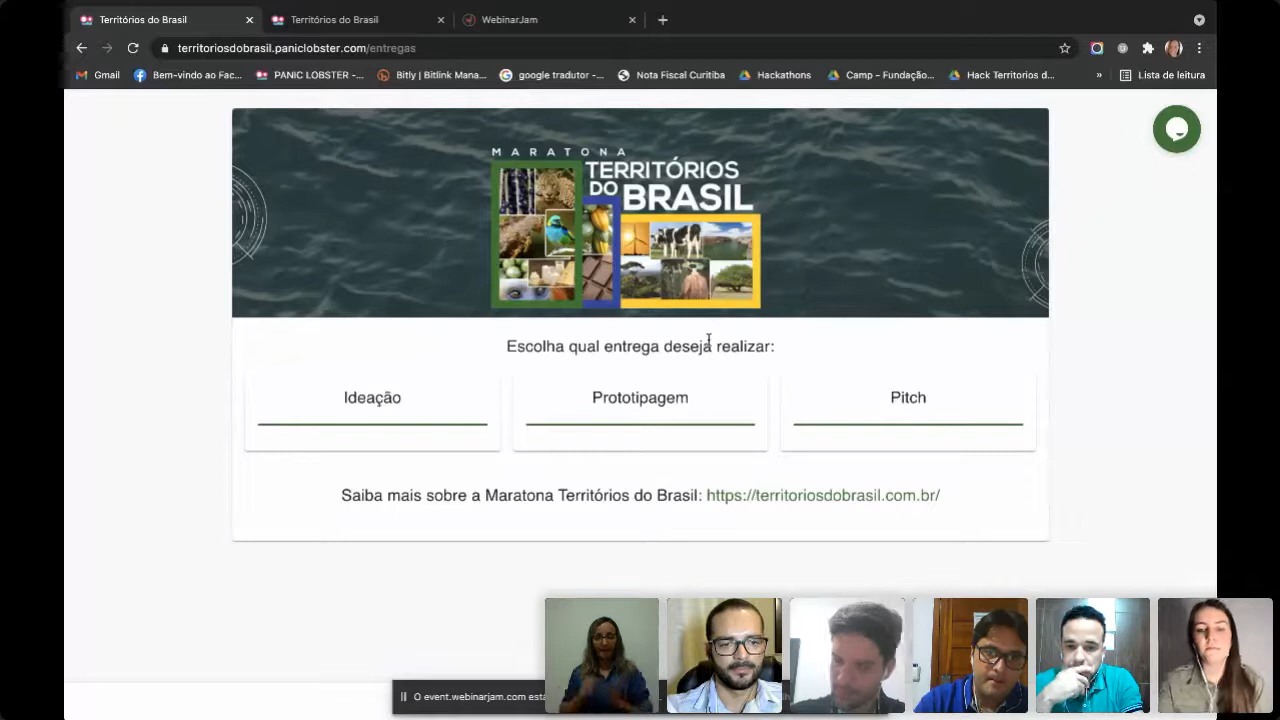 Territórios do Brasil
Territórios do Brasil
WebinarJam
territoriosdobrasil.paniclobster.com/entregas
Gmail
Bem-vindo ao Fac...
PANIC LOBSTER -...
Bitly | Bitlink Mana...
google tradutor -...
Nota Fiscal Curitiba
Hackathons
Camp - Fundação...
Hack Territorios d...
»
Lista de leitura
MARATONA
TERRITÓRIOS
DO BRASIL
Escolha qual entrega deseja realizar:
Ideação
Prototipagem
Pitch
Saiba mais sobre a Maratona Territórios do Brasil: https://territoriosdobrasil.com.br/
O event.webinarjam.com está